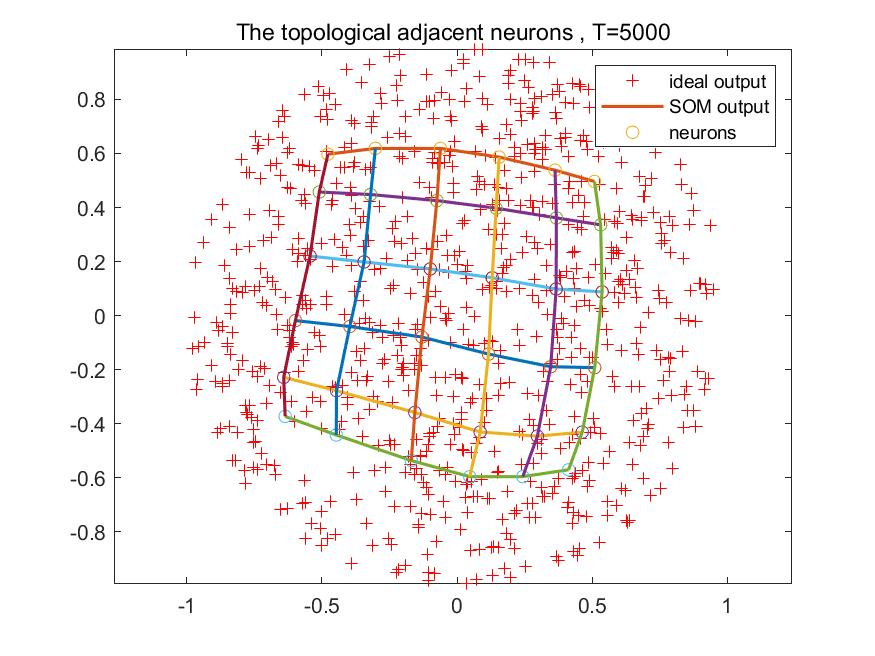 The topological adjacent neurons , T=5000
ideal output
SOM output
neurons
0.8
0.6
0.4
0.2
0
-0.2
-0.4
-0.6
-0.8
-1 -0.5 0 0.5 1